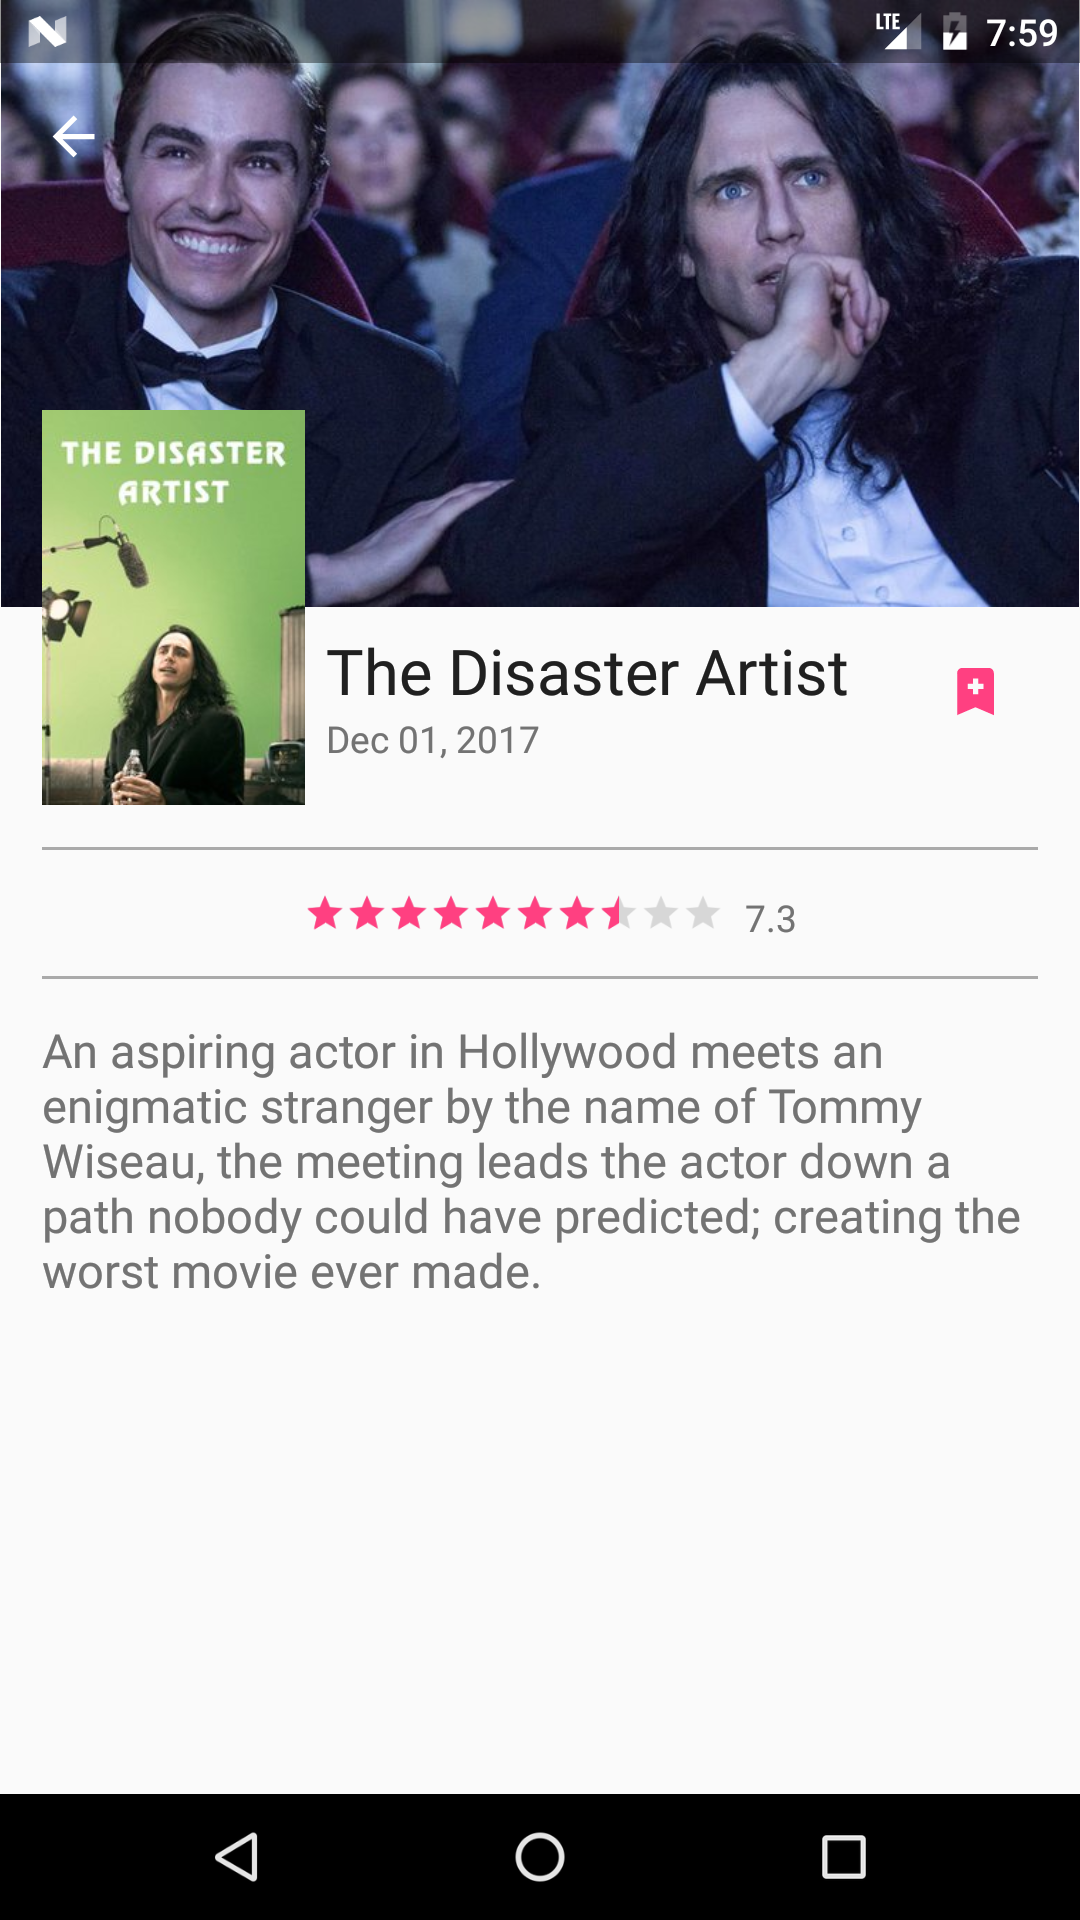 LTE 7:59
THE DISASTER
ARTIST
The Disaster Artist
Dec 01, 2017
7.3
An aspiring actor in Hollywood meets an
enigmatic stranger by the name of Tommy
Wiseau, the meeting leads the actor down a
path nobody could have predicted; creating the
worst movie ever made.